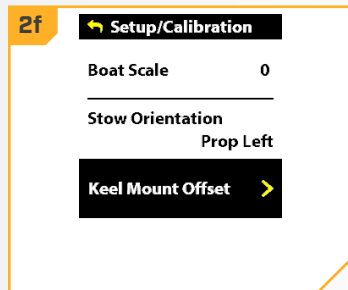 2f
Setup/Calibration
Boat Scale 0
Stow Orientation
Prop Left
Keel Mount Offset